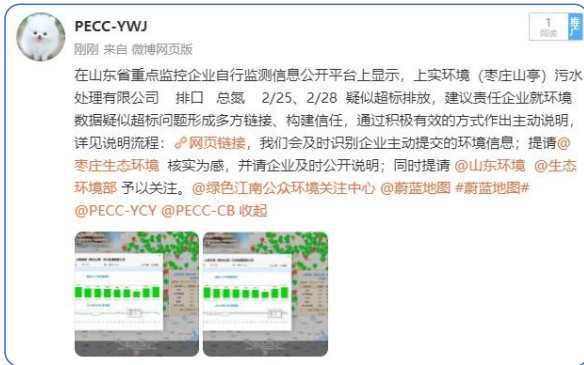 PECC-YWJ
刚刚 来自 微博网页版
1
阅读
推广
在山东省重点监控企业自行监测信息公开平台上显示，上实环境（枣庄山亭）污水
处理有限公司 排口 总氮 2/25、2/28 疑似超标排放，建议责任企业就环境
数据疑似超标问题形成多方链接、构建信任，通过积极有效的方式作出主动说明，
详见说明流程：网页链接，我们会及时识别企业主动提交的环境信息；提请@
枣庄生态环境 核实为感，并请企业及时公开说明；同时提请 @山东环境 @生态
环境部 予以关注。@绿色江南公众环境关注中心 @蔚蓝地图 #蔚蓝地图#
@PECC-YCY @PECC-CB 收起